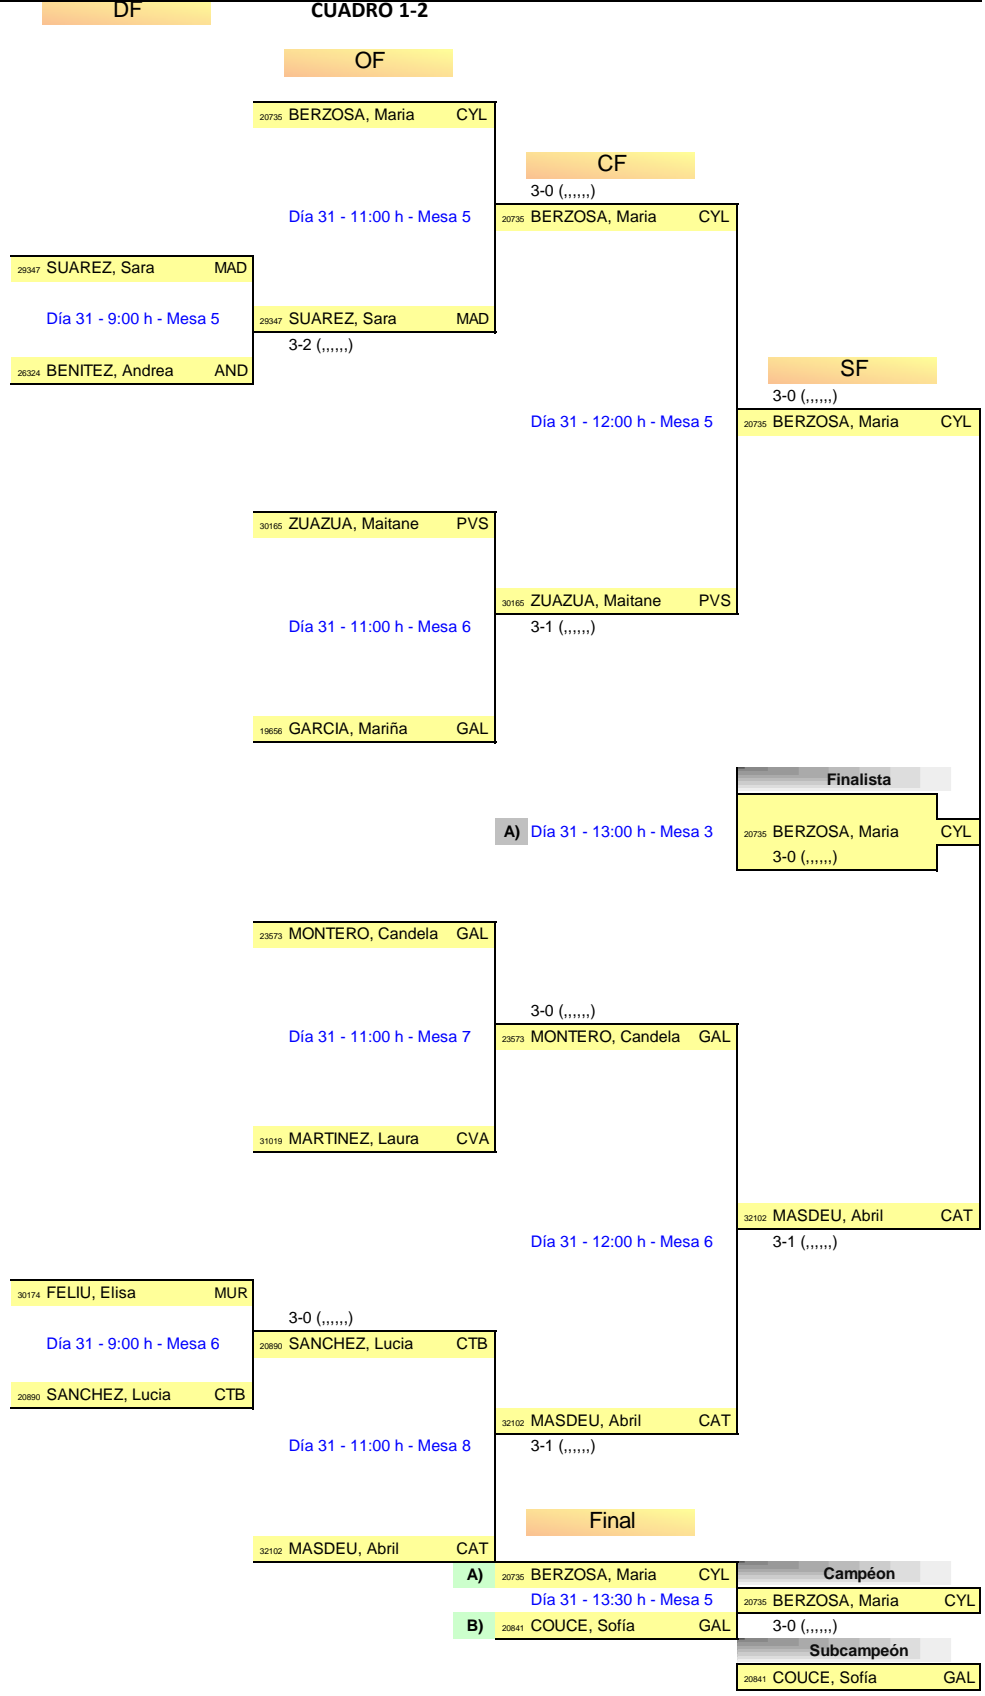 DF CUADRO 1-2
OF
20735 BERZOSA, Maria CYL
CF
3-0 (,,,,,,)
Día 31 - 11:00 h - Mesa 5 20735 BERZOSA, Maria CYL
29347 SUAREZ, Sara MAD
Día 31 - 9:00 h - Mesa 5 29347 SUAREZ, Sara MAD
3-2 (,,,,,,)
26324 BENITEZ, Andrea AND SF
3-0 (,,,,,,)
Día 31 - 12:00 h - Mesa 5 20735 BERZOSA, Maria CYL
30165 ZUAZUA, Maitane PVS
30165 ZUAZUA, Maitane PVS
Día 31 - 11:00 h - Mesa 6 3-1 (,,,,,,)
19656 GARCIA, Mariña GAL
Finalista
A) Día 31 - 13:00 h - Mesa 3 20735 BERZOSA, Maria CYL
3-0 (,,,,,,)
23573 MONTERO, Candela GAL
3-0 (,,,,,,)
Día 31 - 11:00 h - Mesa 7 23573 MONTERO, Candela GAL
31019 MARTINEZ, Laura CVA
32102 MASDEU, Abril CAT
Día 31 - 12:00 h - Mesa 6 3-1 (,,,,,,)
30174 FELIU, Elisa MUR
3-0 (,,,,,,)
Día 31 - 9:00 h - Mesa 6 20890 SANCHEZ, Lucia CTB
20890 SANCHEZ, Lucia CTB
32102 MASDEU, Abril CAT
Día 31 - 11:00 h - Mesa 8 3-1 (,,,,,,)
Final
32102 MASDEU, Abril CAT
A) 20735 BERZOSA, Maria CYL Campéon
Día 31 - 13:30 h - Mesa 5 20735 BERZOSA, Maria CYL
B) 20841 COUCE, Sofía GAL 3-0 (,,,,,,)
Subcampeón
20841 COUCE, Sofía GAL